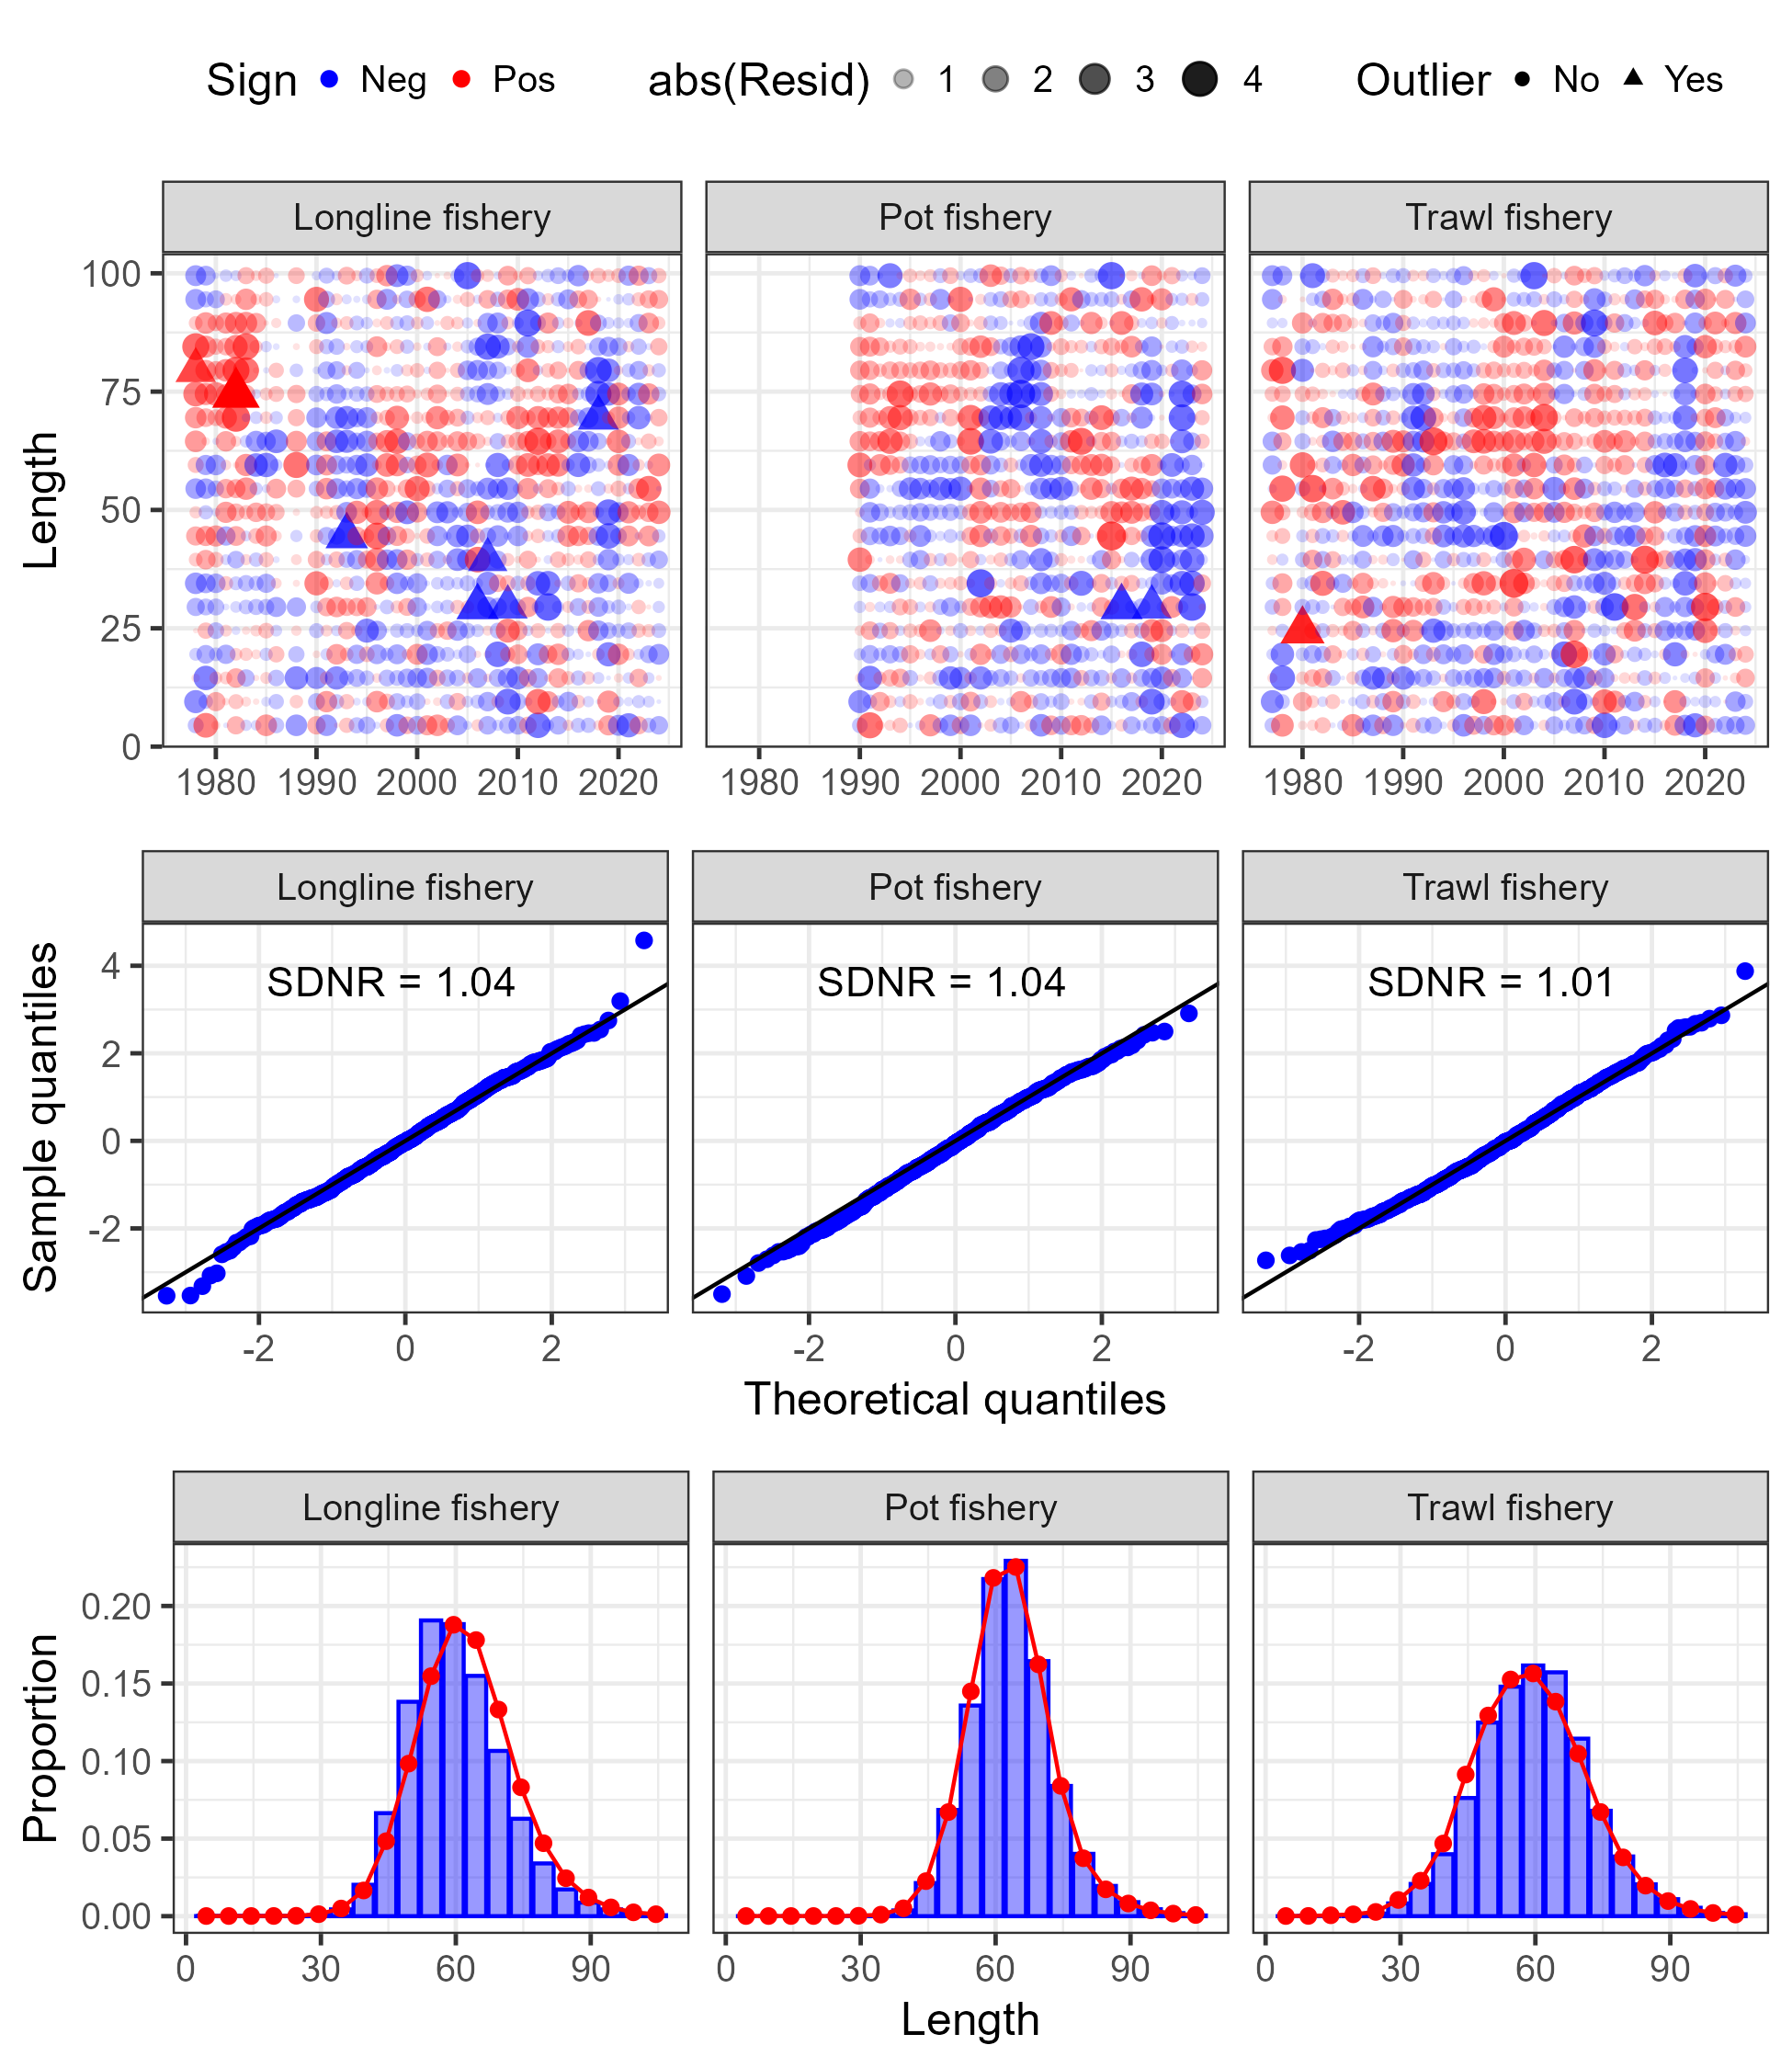 Sign Neg Pos abs(Resid) 1 2 3 4 Outlier No Yes
Longline fishery Pot fishery Trawl fishery
Length
100
75
50
25
0
1980 1990 2000 2010 2020 1980 1990 2000 2010 2020 1980 1990 2000 2010 2020
Longline fishery Pot fishery Trawl fishery
Sample quantiles
SDNR = 1.04 SDNR = 1.04 SDNR = 1.01
4
2
0
-2
-2 0 2 -2 0 2 -2 0 2
Theoretical quantiles
Longline fishery Pot fishery Trawl fishery
Proportion
0.20
0.15
0.10
0.05
0.00
0 30 60 90 0 30 60 90 0 30 60 90
Length